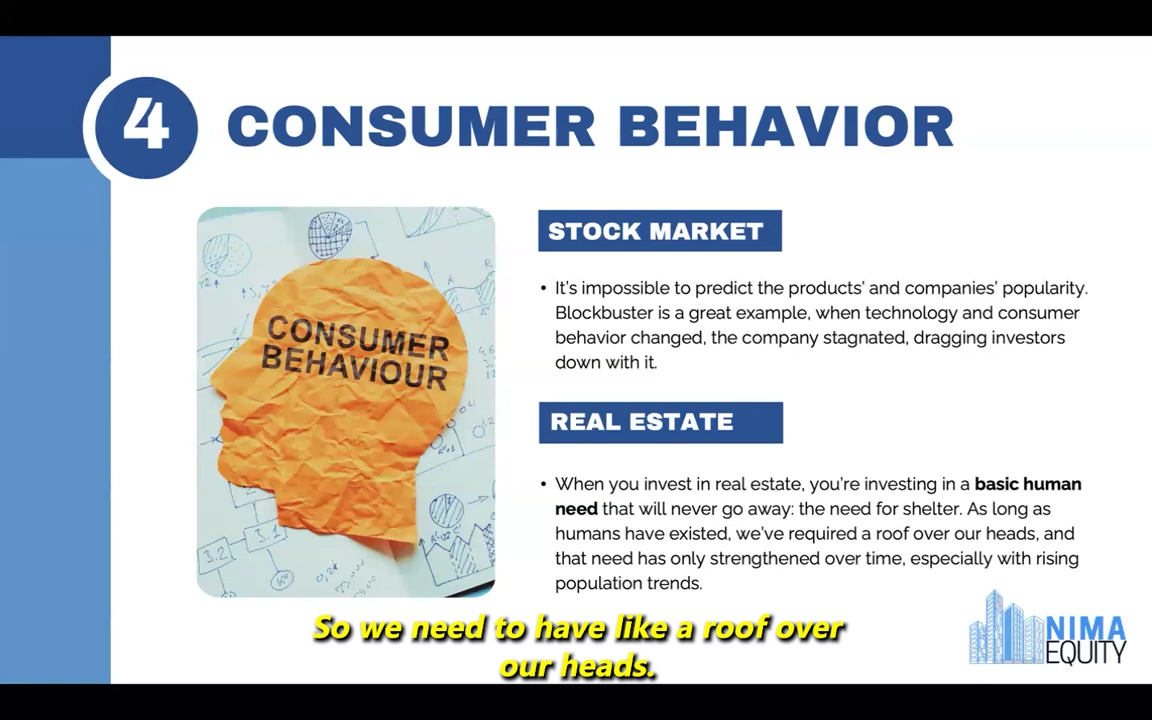 4 CONSUMER BEHAVIOR
CONSUMER
BEHAVIOUR
3.2
3.1
STOCK MARKET
• It's impossible to predict the products' and companies' popularity.
Blockbuster is a great example, when technology and consumer
behavior changed, the company stagnated, dragging investors
down with it.
REAL ESTATE
• When you invest in real estate, you're investing in a basic human
need that will never go away: the need for shelter. As long as
humans have existed, we've required a roof over our heads, and
that need has only strengthened over time, especially with rising
population trends.
So we need to have like a roof over
our heads.
NIMA
EQUITY